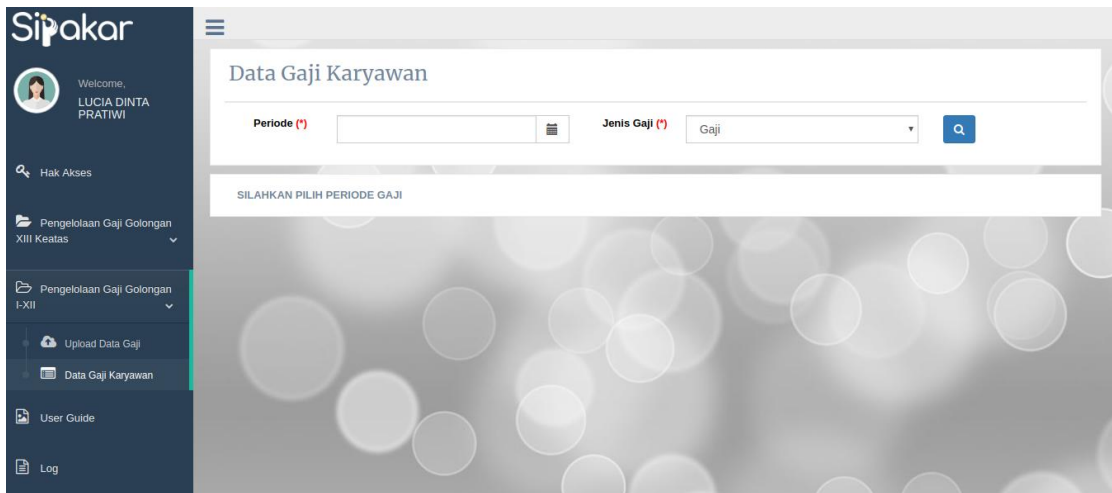 Sipakar
Welcome,
LUCIA DINTA
PRATIWI
Hak Akses
Pengelolaan Gaji Golongan
XIII Keatas
Pengelolaan Gaji Golongan
I-XII
Upload Data Gaji
Data Gaji Karyawan
User Guide
Log
Data Gaji Karyawan
Periode (*)
Jenis Gaji (*)
Gaji
SILAHKAN PILIH PERIODE GAJI